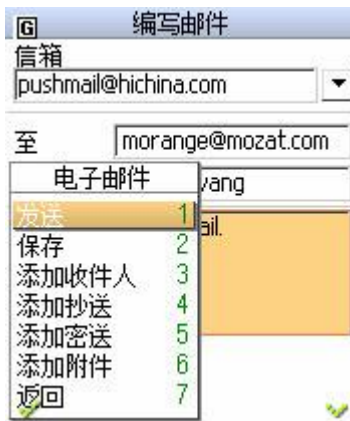 G 编写邮件
信箱
pushmail@hichina.com
至 morange@mozat.com
电子邮件
yang
发送 1
ail.
保存 2
添加收件人 3
添加抄送 4
添加密送 5
添加附件 6
返回 7